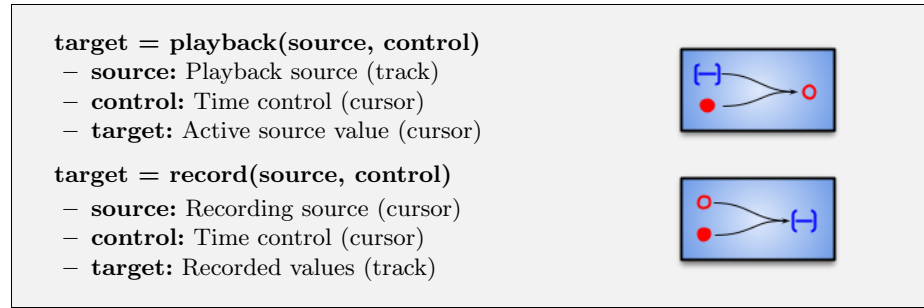 target = playback(source, control)
– source: Playback source (track)
– control: Time control (cursor)
– target: Active source value (cursor)
target = record(source, control)
– source: Recording source (cursor)
– control: Time control (cursor)
– target: Recorded values (track)